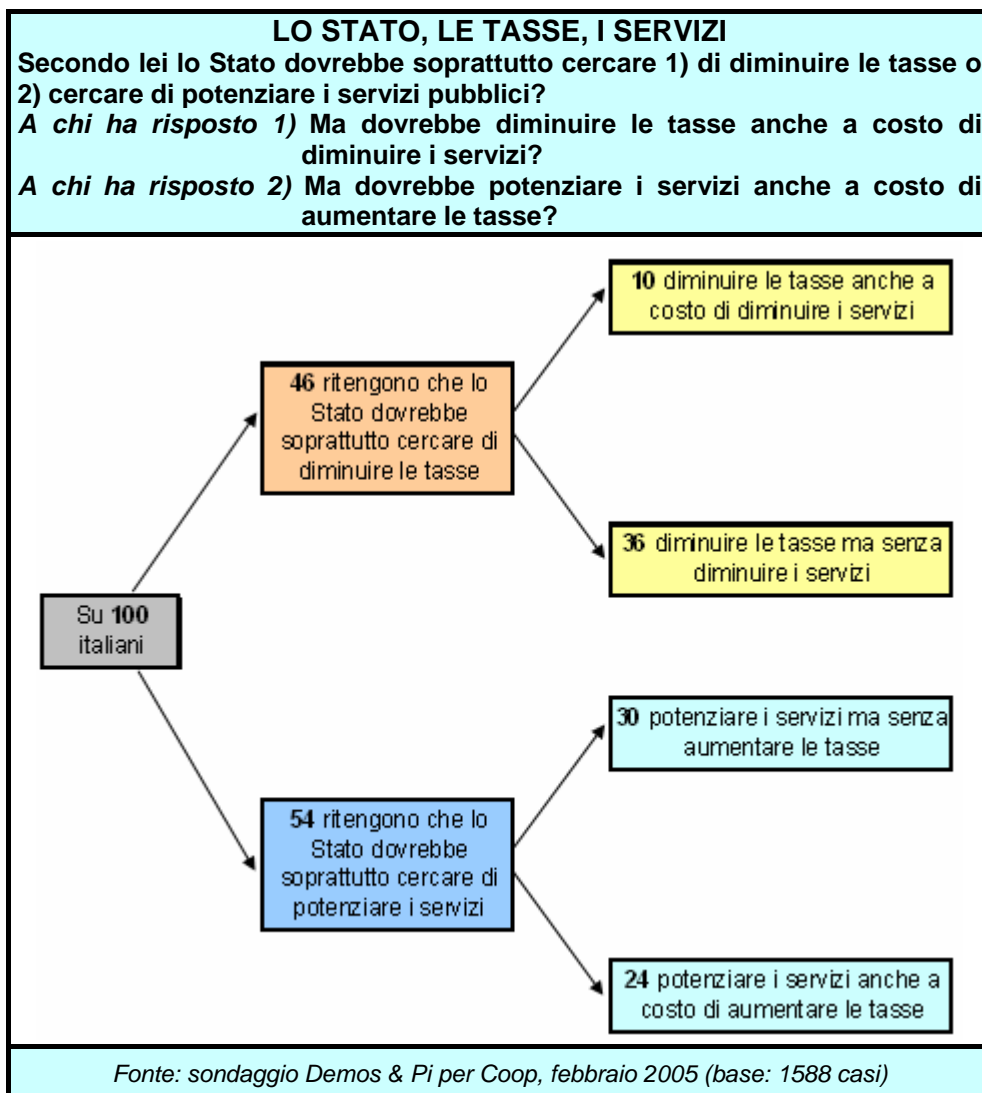 LO STATO, LE TASSE, I SERVIZI
Secondo lei lo Stato dovrebbe soprattutto cercare 1) di diminuire le tasse o
2) cercare di potenziare i servizi pubblici?
A chi ha risposto 1) Ma dovrebbe diminuire le tasse anche a costo di
diminuire i servizi?
A chi ha risposto 2) Ma dovrebbe potenziare i servizi anche a costo di
aumentare le tasse?
10 diminuire le tasse anche a
costo di diminuire i servizi
46 ritengono che lo
Stato dovrebbe
soprattutto cercare di
diminuire le tasse
36 diminuire le tasse ma senza
diminuire i servizi
Su 100
italiani
30 potenziare i servizi ma senza
aumentare le tasse
54 ritengono che lo
Stato dovrebbe
soprattutto cercare di
potenziare i servizi
24 potenziare i servizi anche a
costo di aumentare le tasse
Fonte: sondaggio Demos & Pi per Coop, febbraio 2005 (base: 1588 casi)